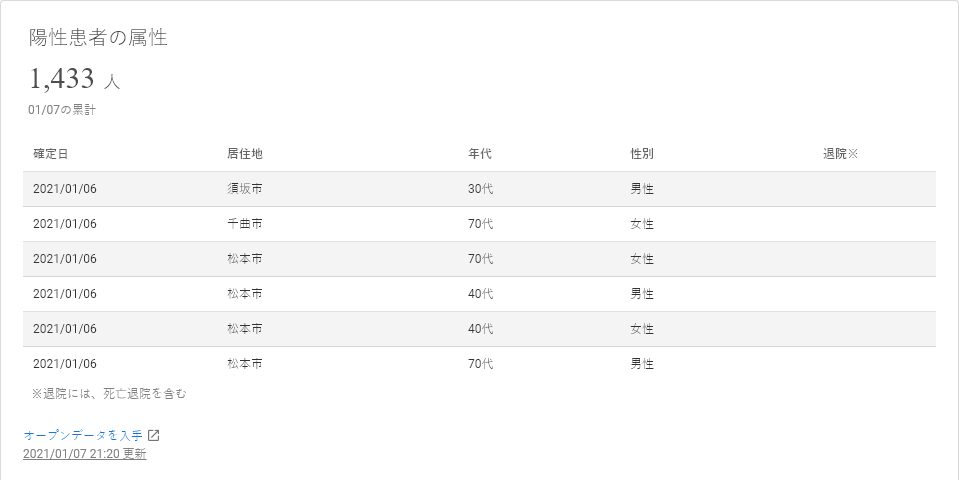 陽性患者の属性
1,433 人
01/07の累計
確定日 居住地 年代 性別 退院※
2021/01/06 須坂市 30代 男性
2021/01/06 千曲市 70代 女性
2021/01/06 松本市 70代 女性
2021/01/06 松本市 40代 男性
2021/01/06 松本市 40代 女性
2021/01/06 松本市 70代 男性
※退院には、死亡退院を含む
オープンデータを入手
2021/01/07 21:20 更新